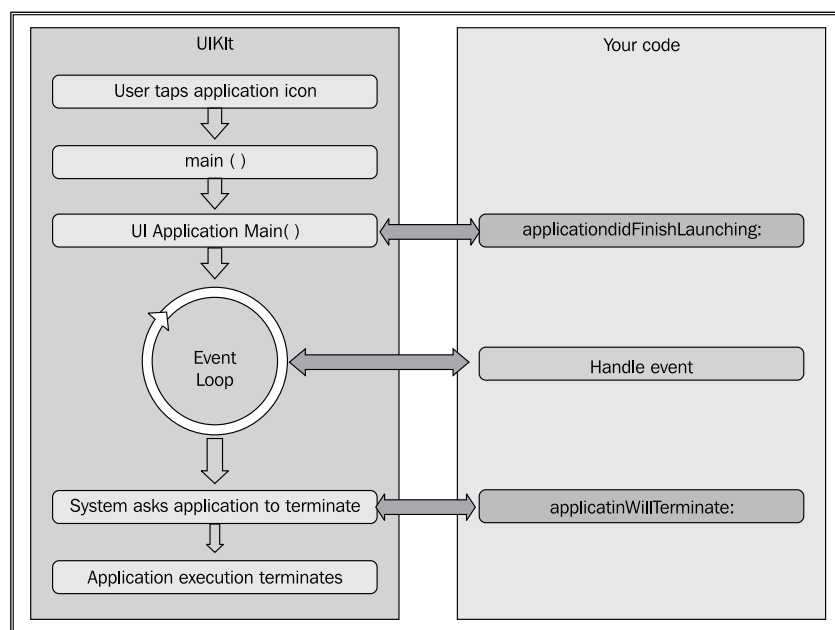 UIKIt
User taps application icon
main ( )
UI Application Main( )
Event
Loop
System asks application to terminate
Application execution terminates
Your code
applicationdidFinishLaunching:
Handle event
applicatinWillTerminate: